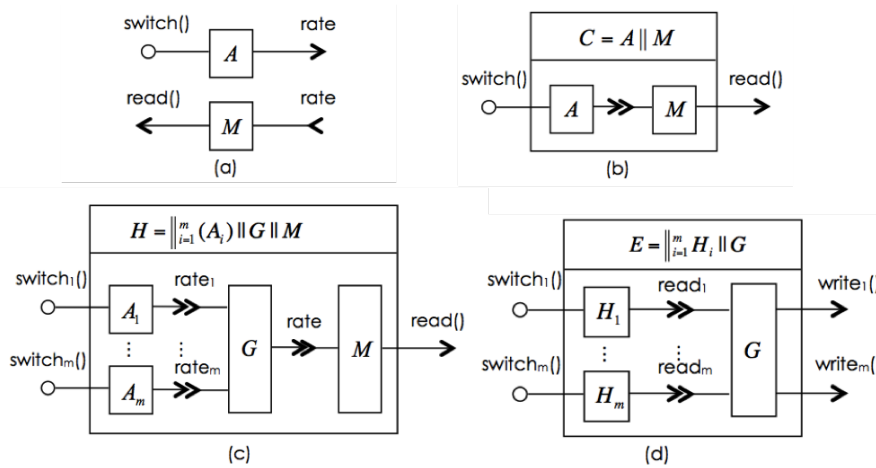 switch() rate
A
read() rate
M
(a)
C = A || M
switch() read()
A M
(b)
H = ||ᵐᵢ₌₁ (Aᵢ) || G || M
switch₁() rate₁
A₁
rate read()
G M
⋮ ⋮
switchₘ() rateₘ
Aₘ
(c)
E = ||ᵐᵢ₌₁ Hᵢ || G
switch₁() read₁ write₁()
H₁
G
⋮ ⋮
switchₘ() readₘ writeₘ(
Hₘ
(d)